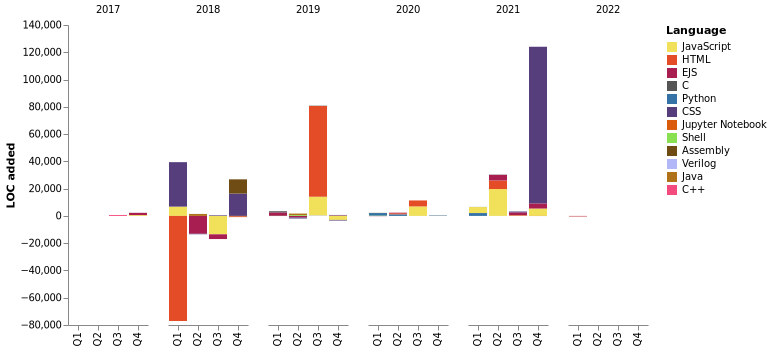 2017 2018 2019 2020 2021 2022
140,000
120,000
100,000
80,000
60,000
40,000
20,000
0
−20,000
−40,000
−60,000
−80,000
LOC added
Q1 Q2 Q3 Q4 Q1 Q2 Q3 Q4 Q1 Q2 Q3 Q4 Q1 Q2 Q3 Q4 Q1 Q2 Q3 Q4 Q1 Q2 Q3 Q4
Language
JavaScript
HTML
EJS
C
Python
CSS
Jupyter Notebook
Shell
Assembly
Verilog
Java
C++